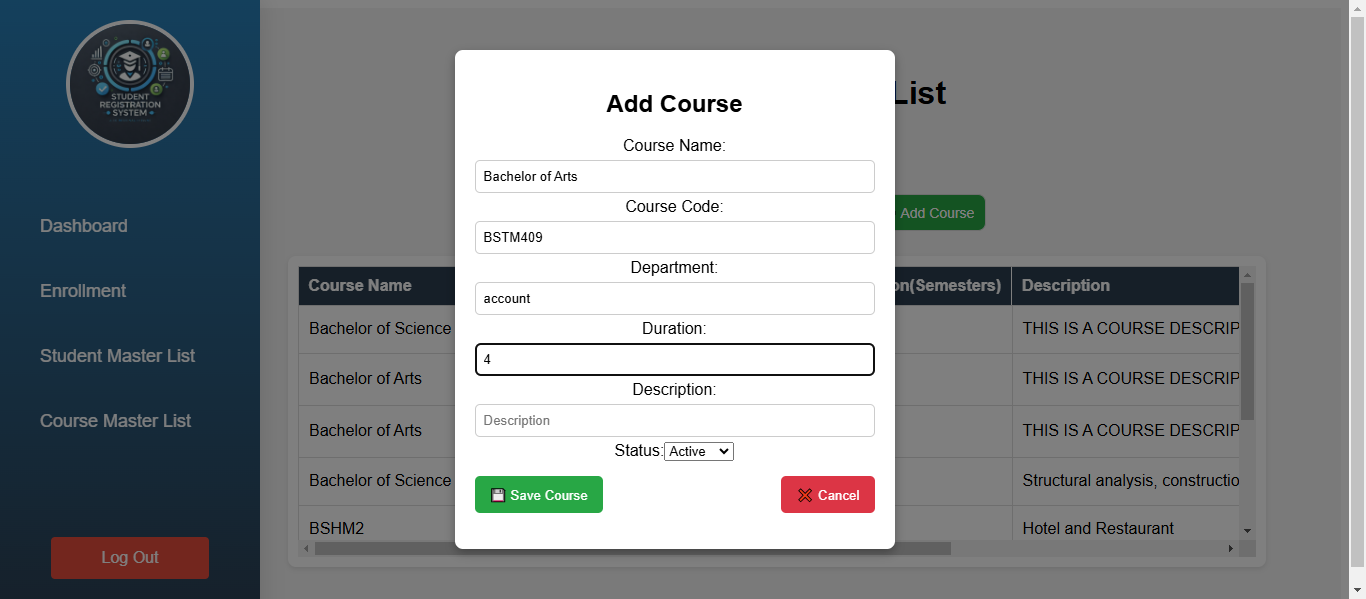 STUDENT
REGISTRATION
SYSTEM
Dashboard
Enrollment
Student Master List
Course Master List
Log Out
List
Add Course
Course Name
on(Semesters)
Description
Bachelor of Science
THIS IS A COURSE DESCRIP
Bachelor of Arts
THIS IS A COURSE DESCRIP
Bachelor of Arts
THIS IS A COURSE DESCRIP
Bachelor of Science
Structural analysis, constructio
BSHM2
Hotel and Restaurant
Add Course
Course Name:
Bachelor of Arts
Course Code:
BSTM409
Department:
account
Duration:
4
Description:
Description
Status: Active
Save Course
Cancel